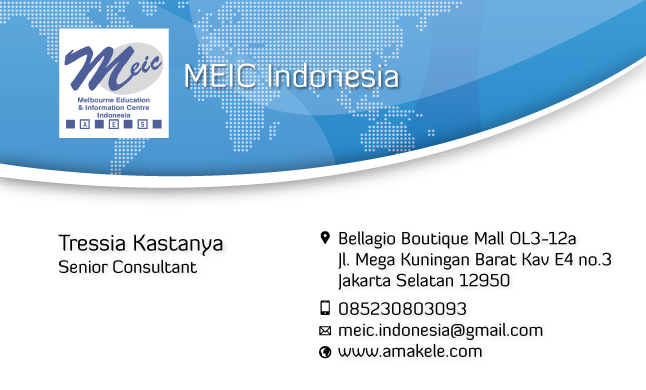 Meic
Melbourne Education
& Information Centre
Indonesia
A E S
MEIC Indonesia
Tressia Kastanya
Senior Consultant
Bellagio Boutique Mall OL3-12a
Jl. Mega Kuningan Barat Kav E4 no.3
Jakarta Selatan 12950
085230803093
meic.indonesia@gmail.com
www.amakele.com